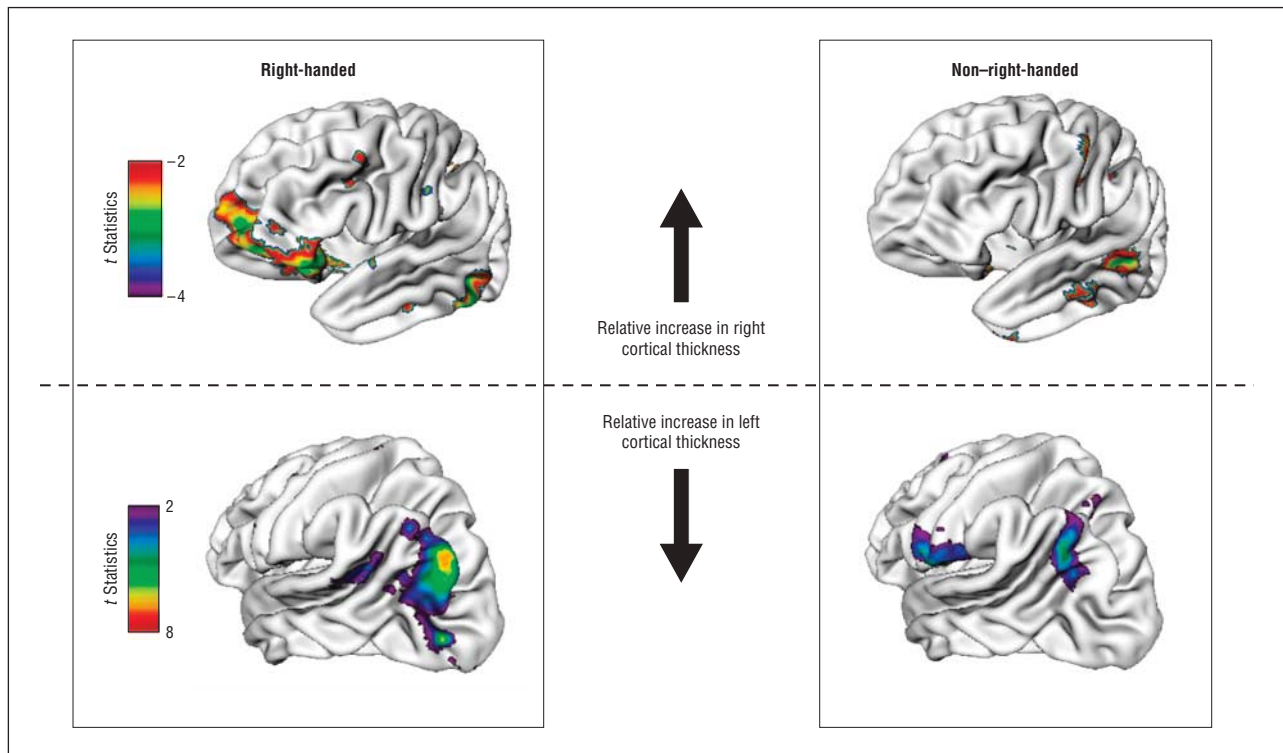 Right-handed
Non–right-handed
−2
t Statistics
−4
Relative increase in right
cortical thickness
Relative increase in left
cortical thickness
2
t Statistics
8